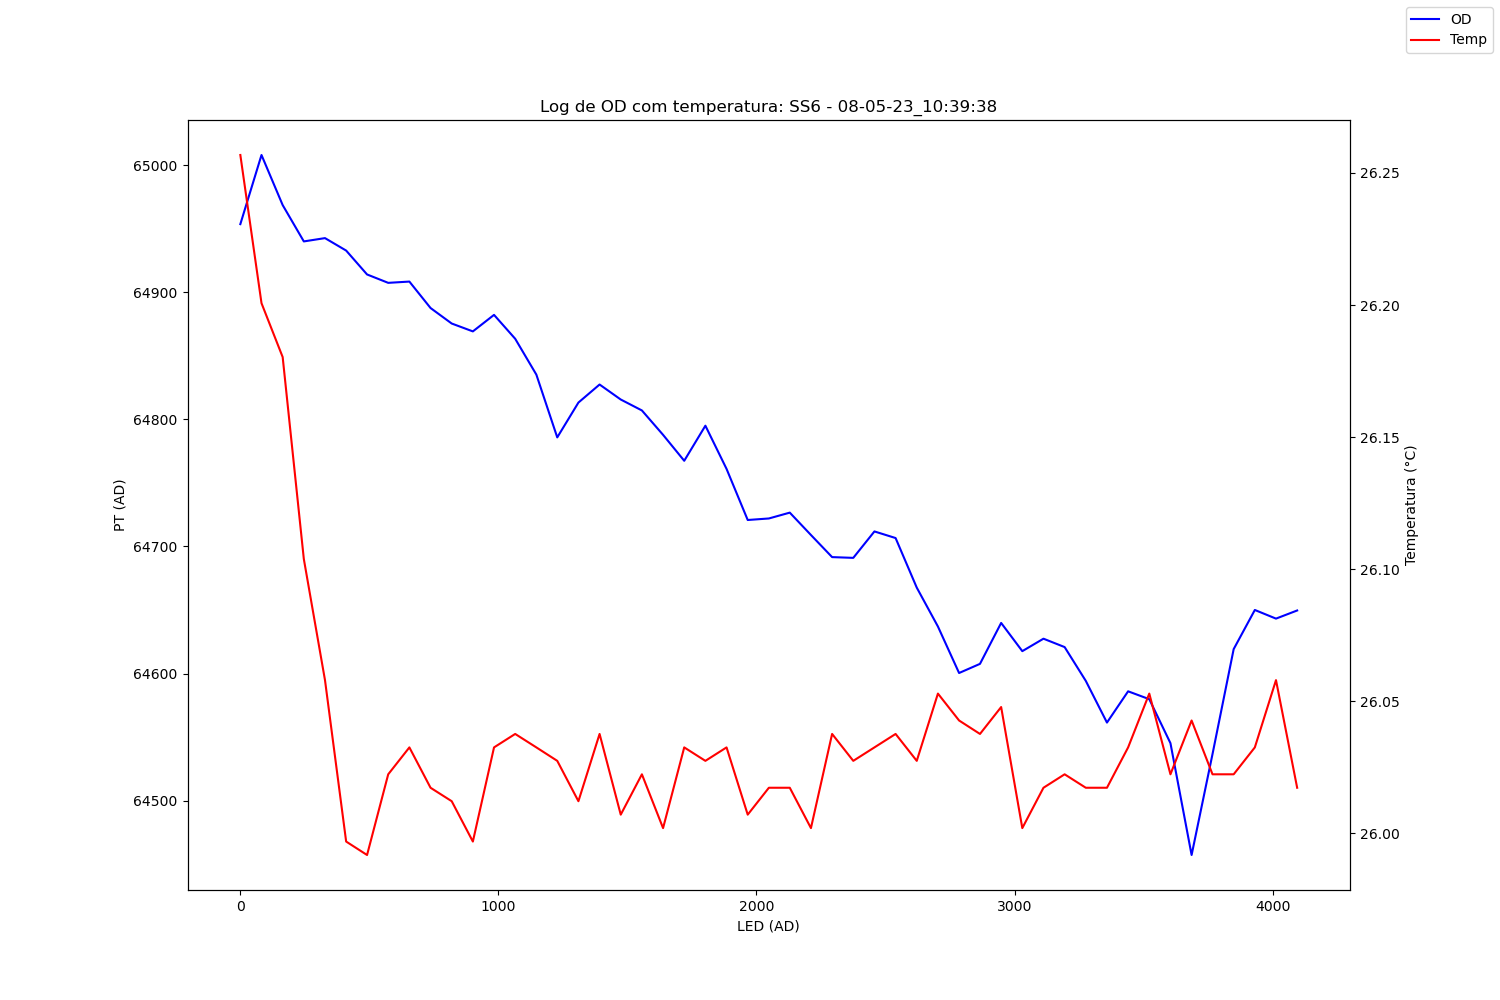 OD
Temp
Log de OD com temperatura: SS6 - 08-05-23_10:39:38
65000
64900
64800
64700
64600
64500
PT (AD)
26.25
26.20
26.15
26.10
26.05
26.00
Temperatura (°C)
0
1000
2000
3000
4000
LED (AD)